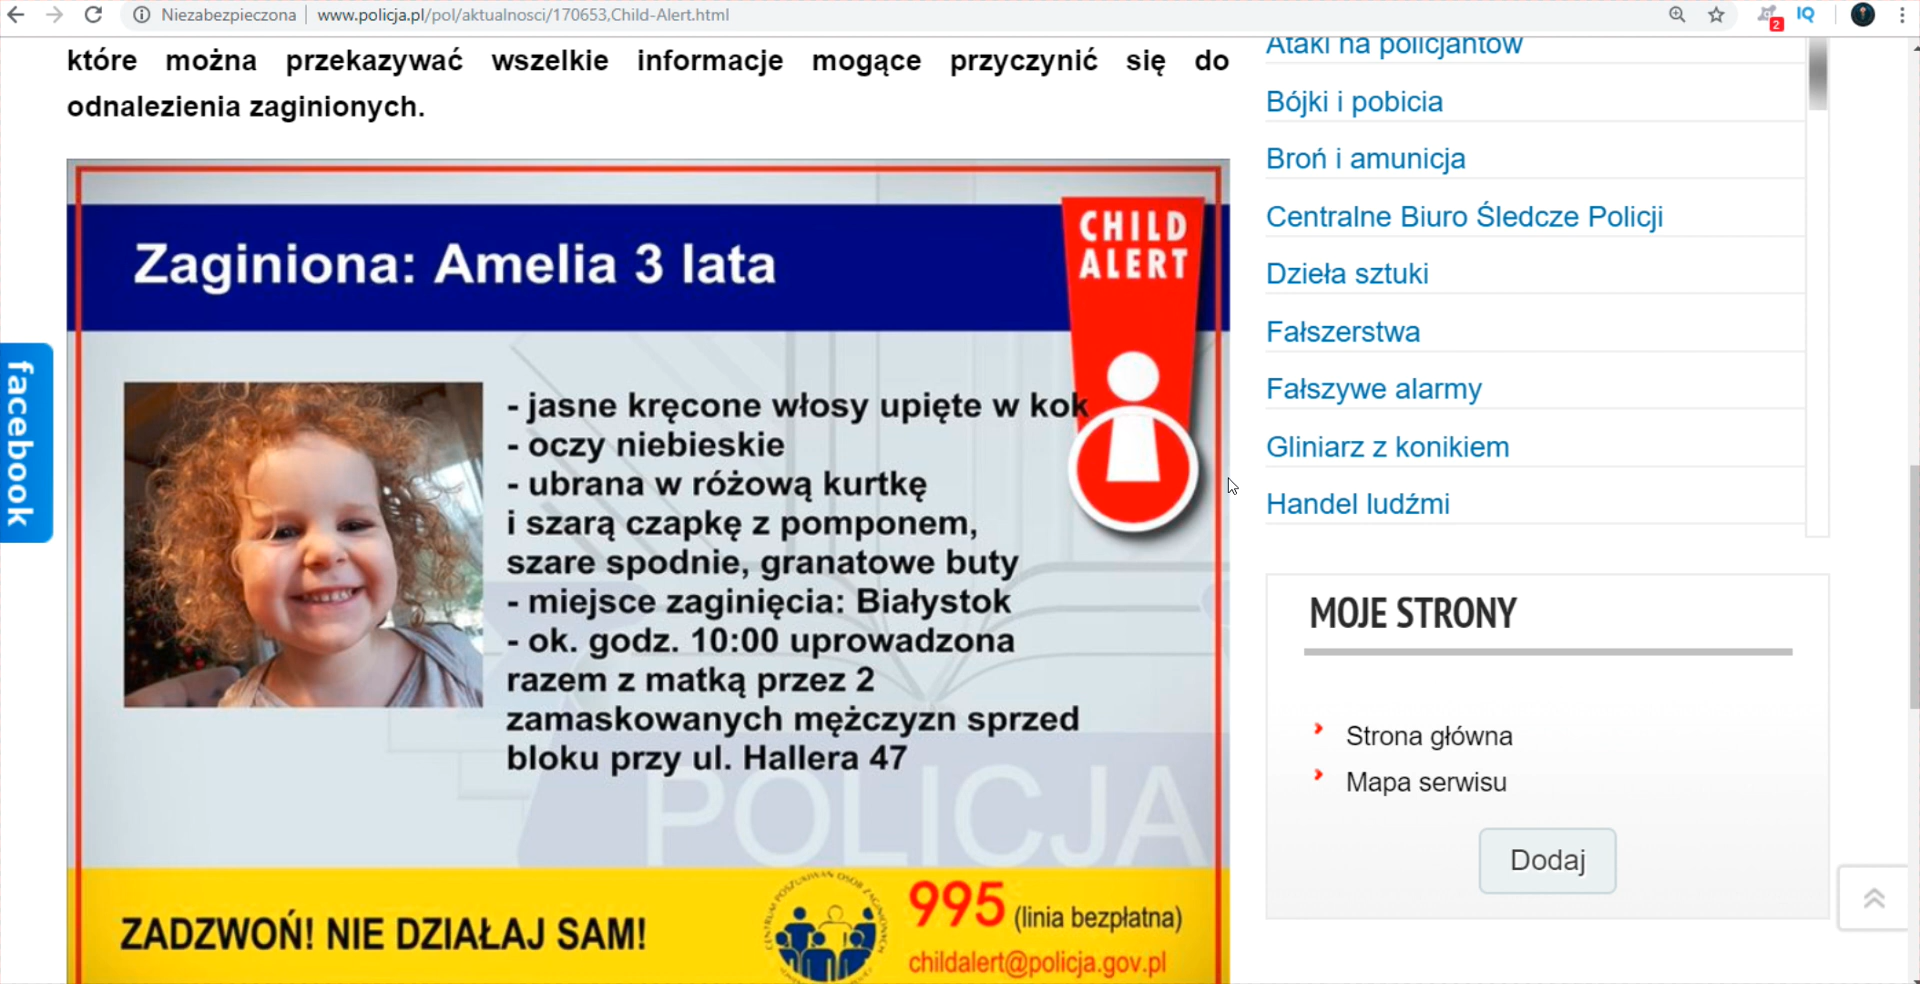 Niezabezpieczona
www.policja.pl/pol/aktualnosci/170653,Child-Alert.html
2
IQ
które można przekazywać wszelkie informacje mogące przyczynić się do
odnalezienia zaginionych.
Zaginiona: Amelia 3 lata
CHILD
ALERT
- jasne kręcone włosy upięte w kok
- oczy niebieskie
- ubrana w różową kurtkę
i szarą czapkę z pomponem,
szare spodnie, granatowe buty
- miejsce zaginięcia: Białystok
- ok. godz. 10:00 uprowadzona
razem z matką przez 2
zamaskowanych mężczyzn sprzed
bloku przy ul. Hallera 47
POLICJA
ZADZWOŃ! NIE DZIAŁAJ SAM!
CENTRUM POSZUKIWAŃ OSÓB ZAGINIONYCH
995 (linia bezpłatna)
childalert@policja.gov.pl
facebook
Ataki na policjantów
Bójki i pobicia
Broń i amunicja
Centralne Biuro Śledcze Policji
Dzieła sztuki
Fałszerstwa
Fałszywe alarmy
Gliniarz z konikiem
Handel ludźmi
MOJE STRONY
Strona główna
Mapa serwisu
Dodaj